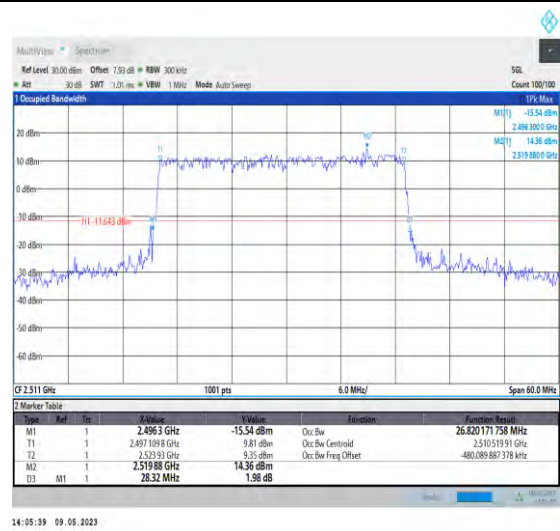 MultiView Spectrum
Ref Level 30.00 dBm Offset 7.93 dB RBW 300 kHz SGL
Att 30 dB SWT 1.01 ms VBW 1 MHz Mode Auto Sweep Count 100/100
1 Occupied Bandwidth 1Pk Max
M1[1] -15.54 dBm
2.496 300 0 GHz
M2[1] 14.36 dBm
2.519 880 0 GHz
20 dBm
10 dBm
0 dBm
-10 dBm
H1 -11.643 dBm
-20 dBm
-30 dBm
-40 dBm
-50 dBm
-60 dBm
T1
M2
T2
CF 2.511 GHz 1001 pts 6.0 MHz/ Span 60.0 MHz
2 Marker Table
Type Ref Trc X-Value Y-Value Function Function Result
M1 1 2.4963 GHz -15.54 dBm Occ Bw 26.820 171 758 MHz
T1 1 2.497 109 8 GHz 9.81 dBm Occ Bw Centroid 2.510 519 91 GHz
T2 1 2.523 93 GHz 9.35 dBm Occ Bw Freq Offset -480.089 887 378 kHz
M2 1 2.519 88 GHz 14.36 dBm
D3 M1 1 28.32 MHz 1.98 dB
Ready
14:05:39 09.05.2023